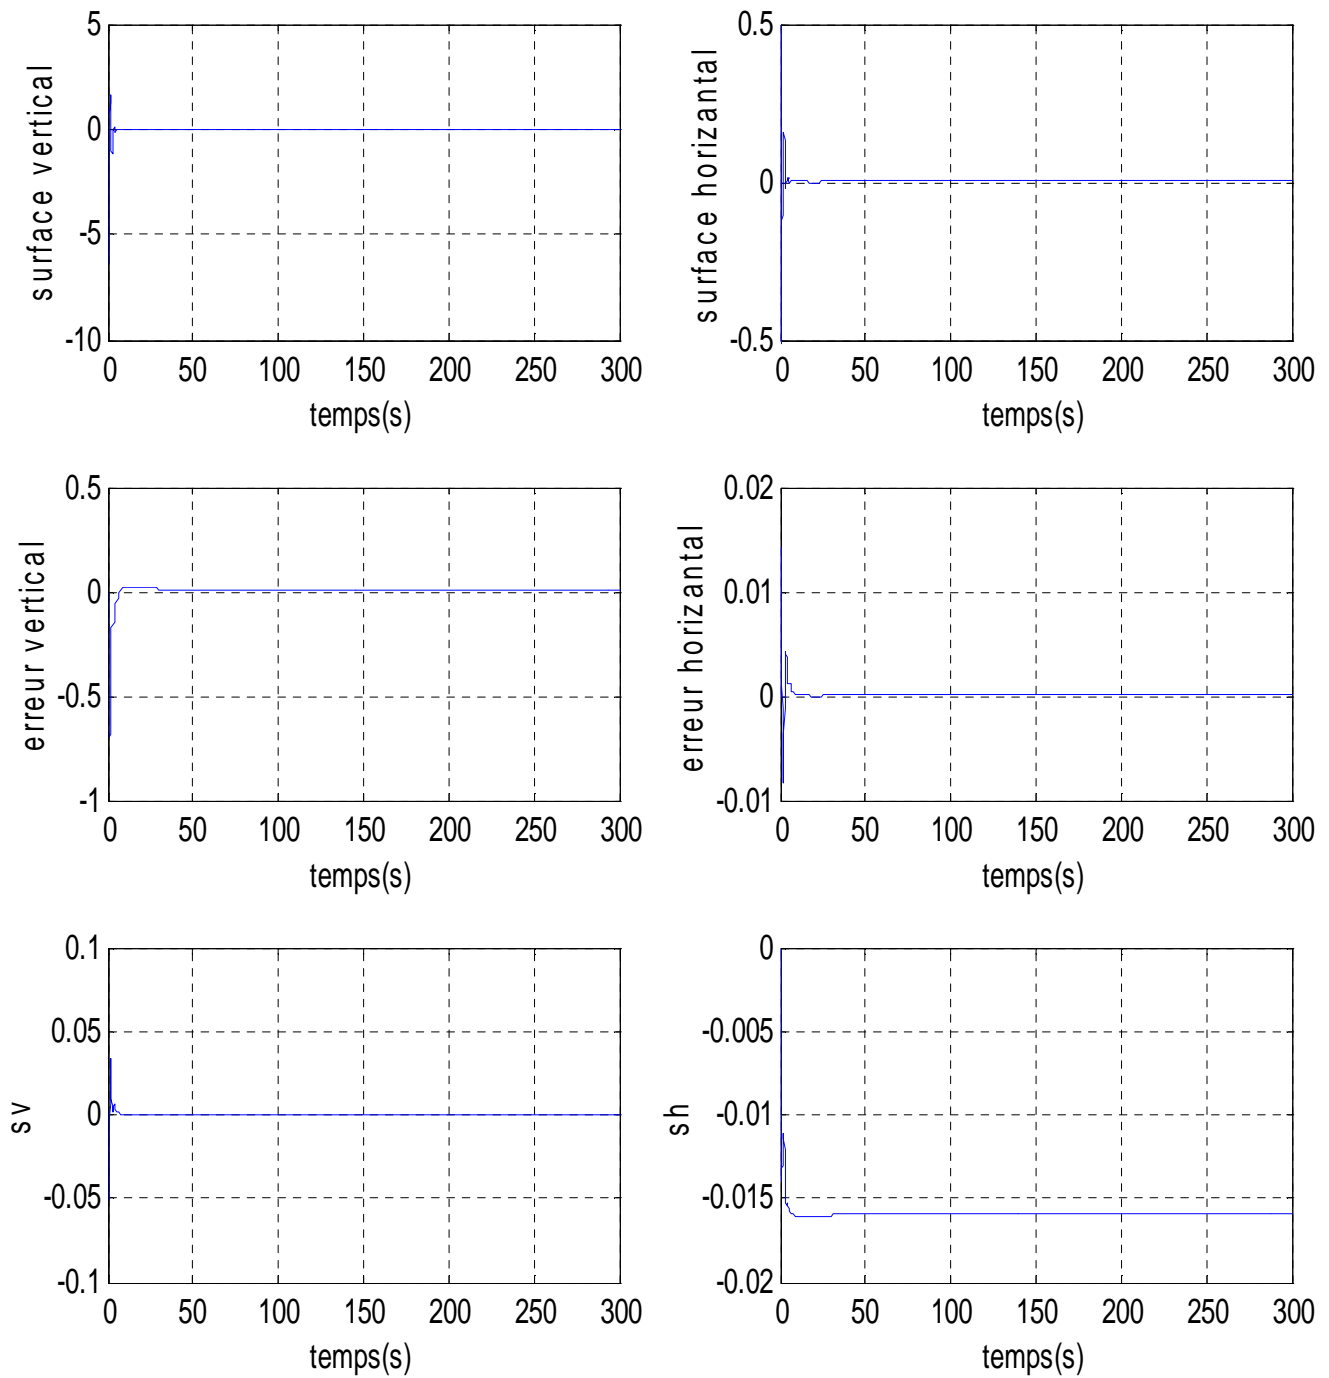 5
0
-5
-10
surface vertical
0 50 100 150 200 250 300
temps(s)
0.5
0
-0.5
surface horizantal
0 50 100 150 200 250 300
temps(s)
0.5
0
-0.5
-1
erreur vertical
0 50 100 150 200 250 300
temps(s)
0.02
0.01
0
-0.01
erreur horizantal
0 50 100 150 200 250 300
temps(s)
0.1
0.05
0
-0.05
-0.1
sv
0 50 100 150 200 250 300
temps(s)
0
-0.005
-0.01
-0.015
-0.02
sh
0 50 100 150 200 250 300
temps(s)